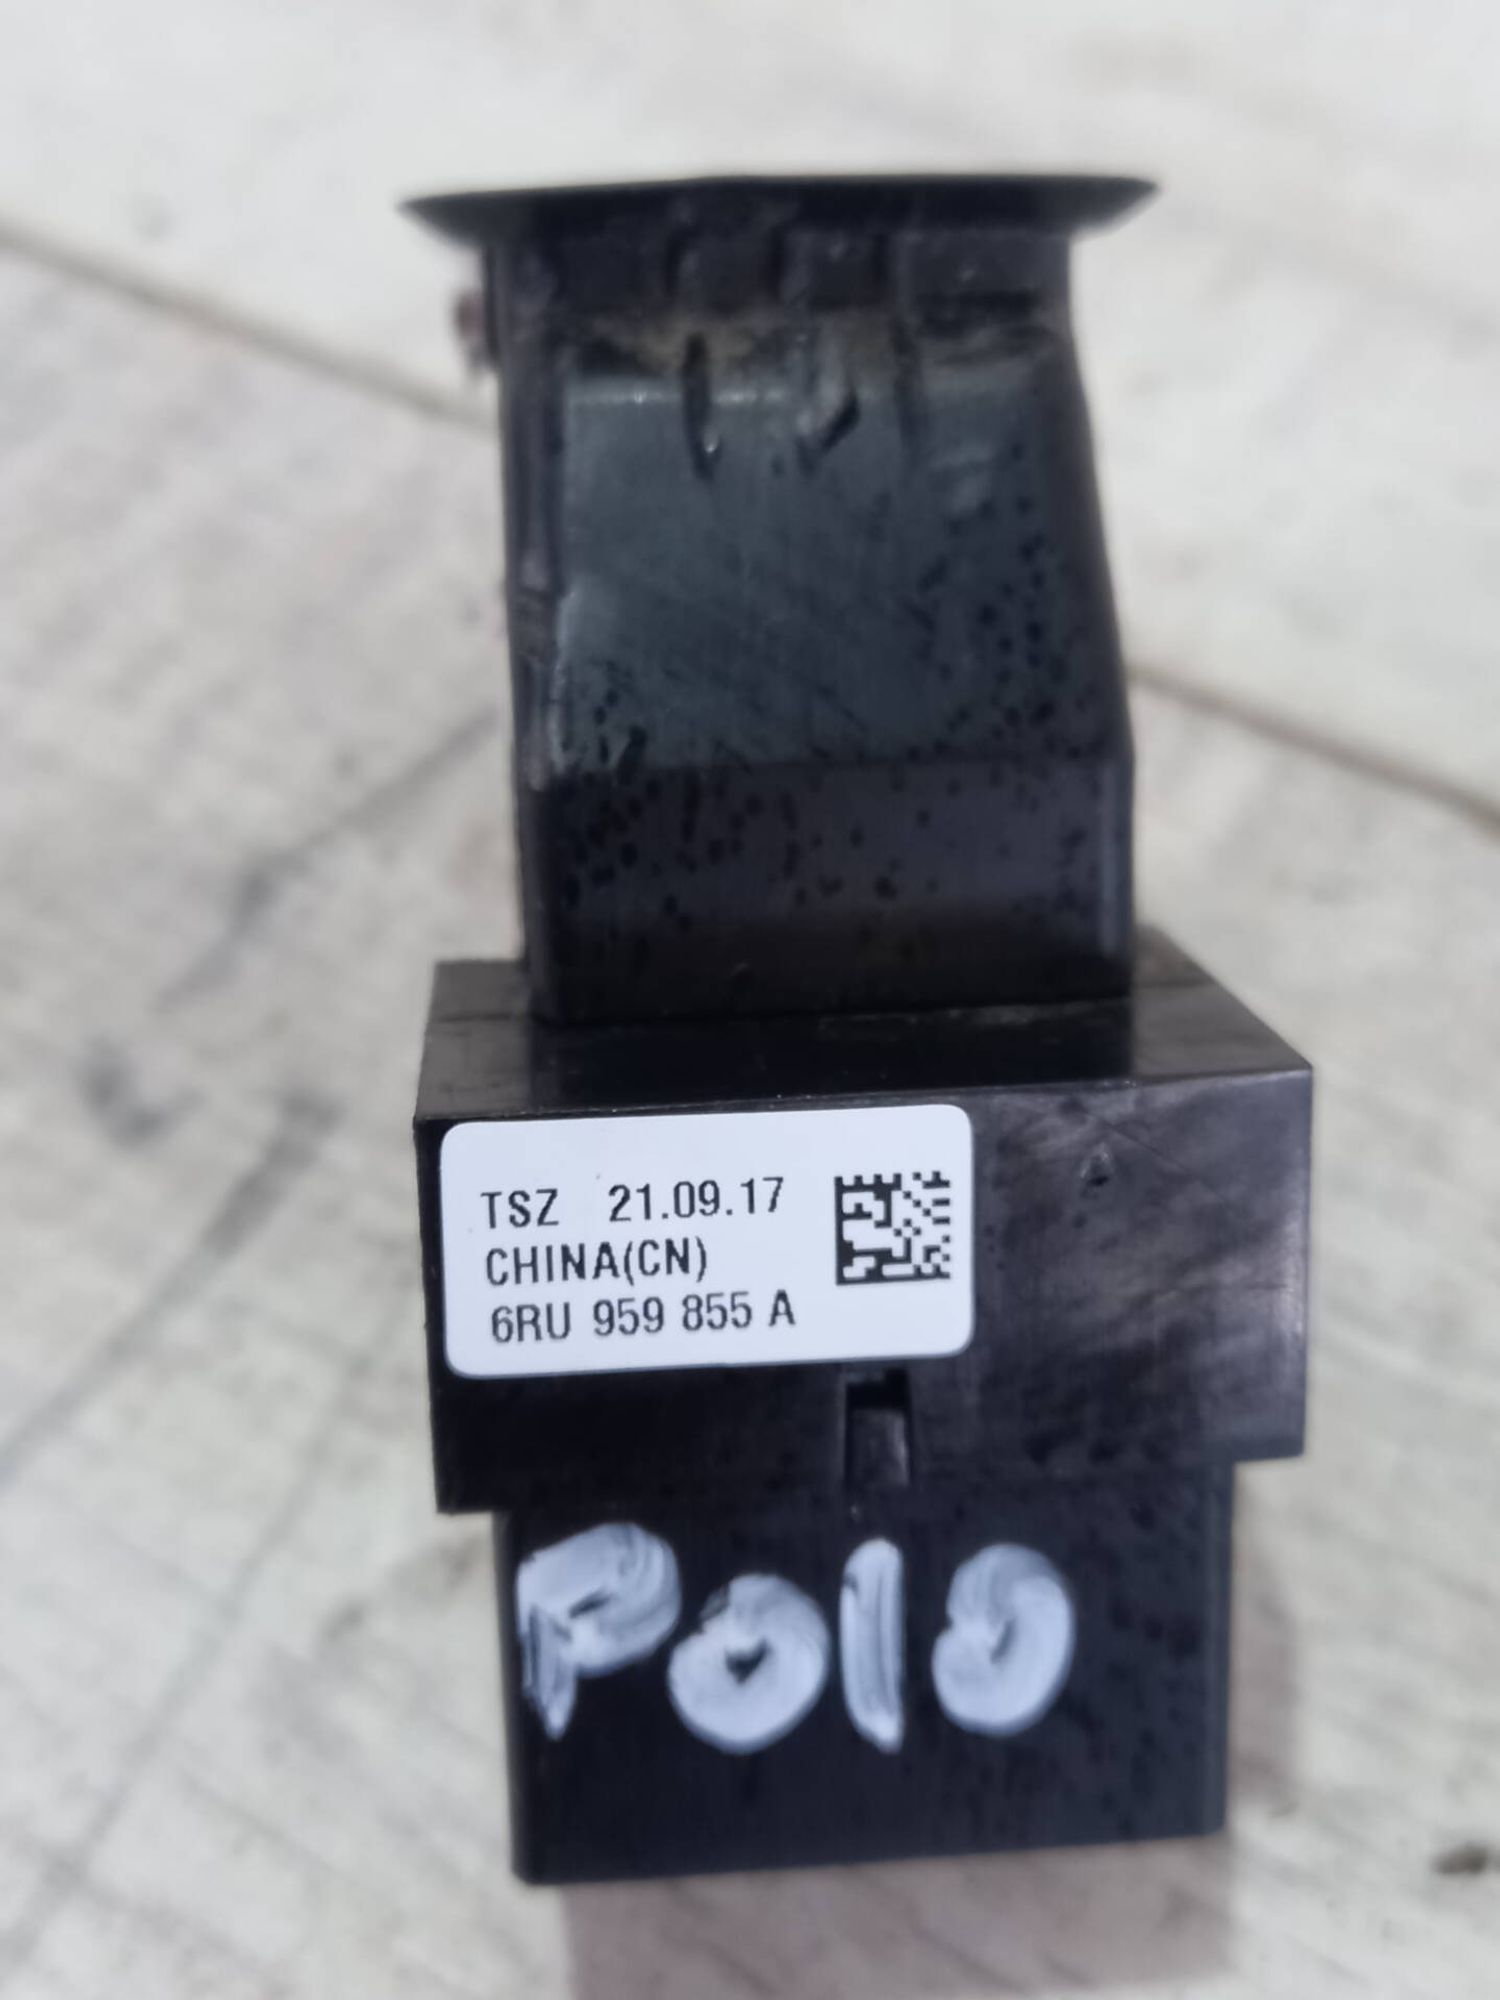 TSZ 21.09.17
CHINA(CN)
6RU 959 855 A
Polo